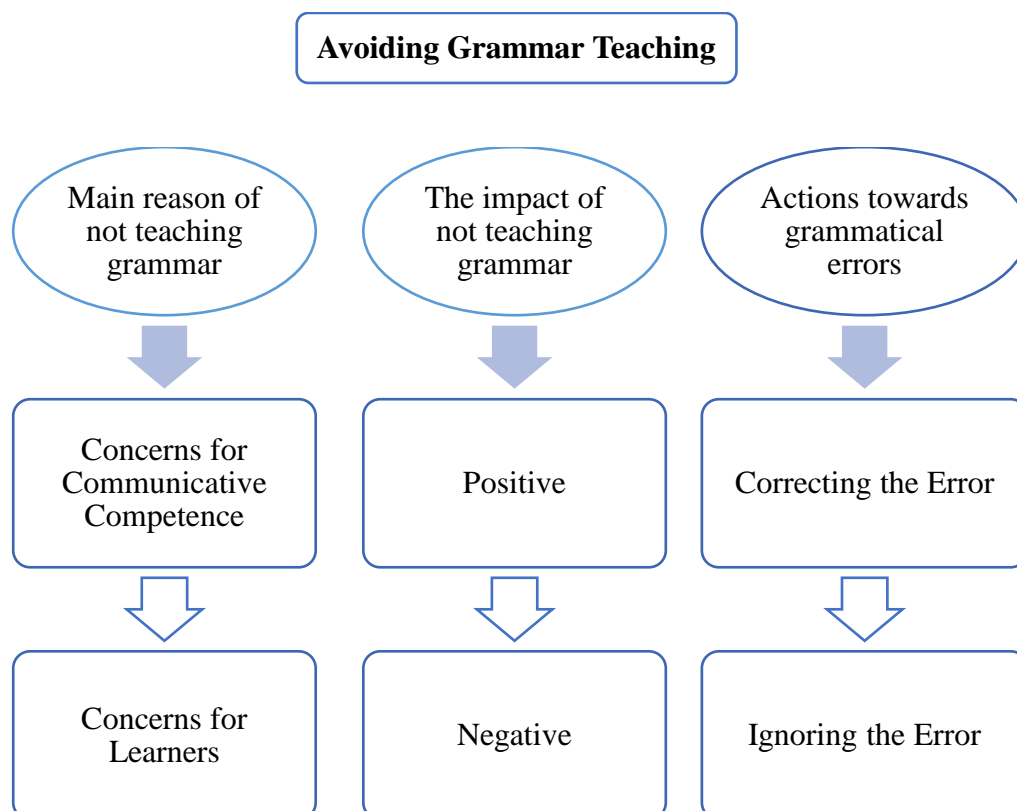 Avoiding Grammar Teaching
Main reason of
not teaching
grammar
The impact of
not teaching
grammar
Actions towards
grammatical
errors
Concerns for
Communicative
Competence
Positive
Correcting the Error
Concerns for
Learners
Negative
Ignoring the Error